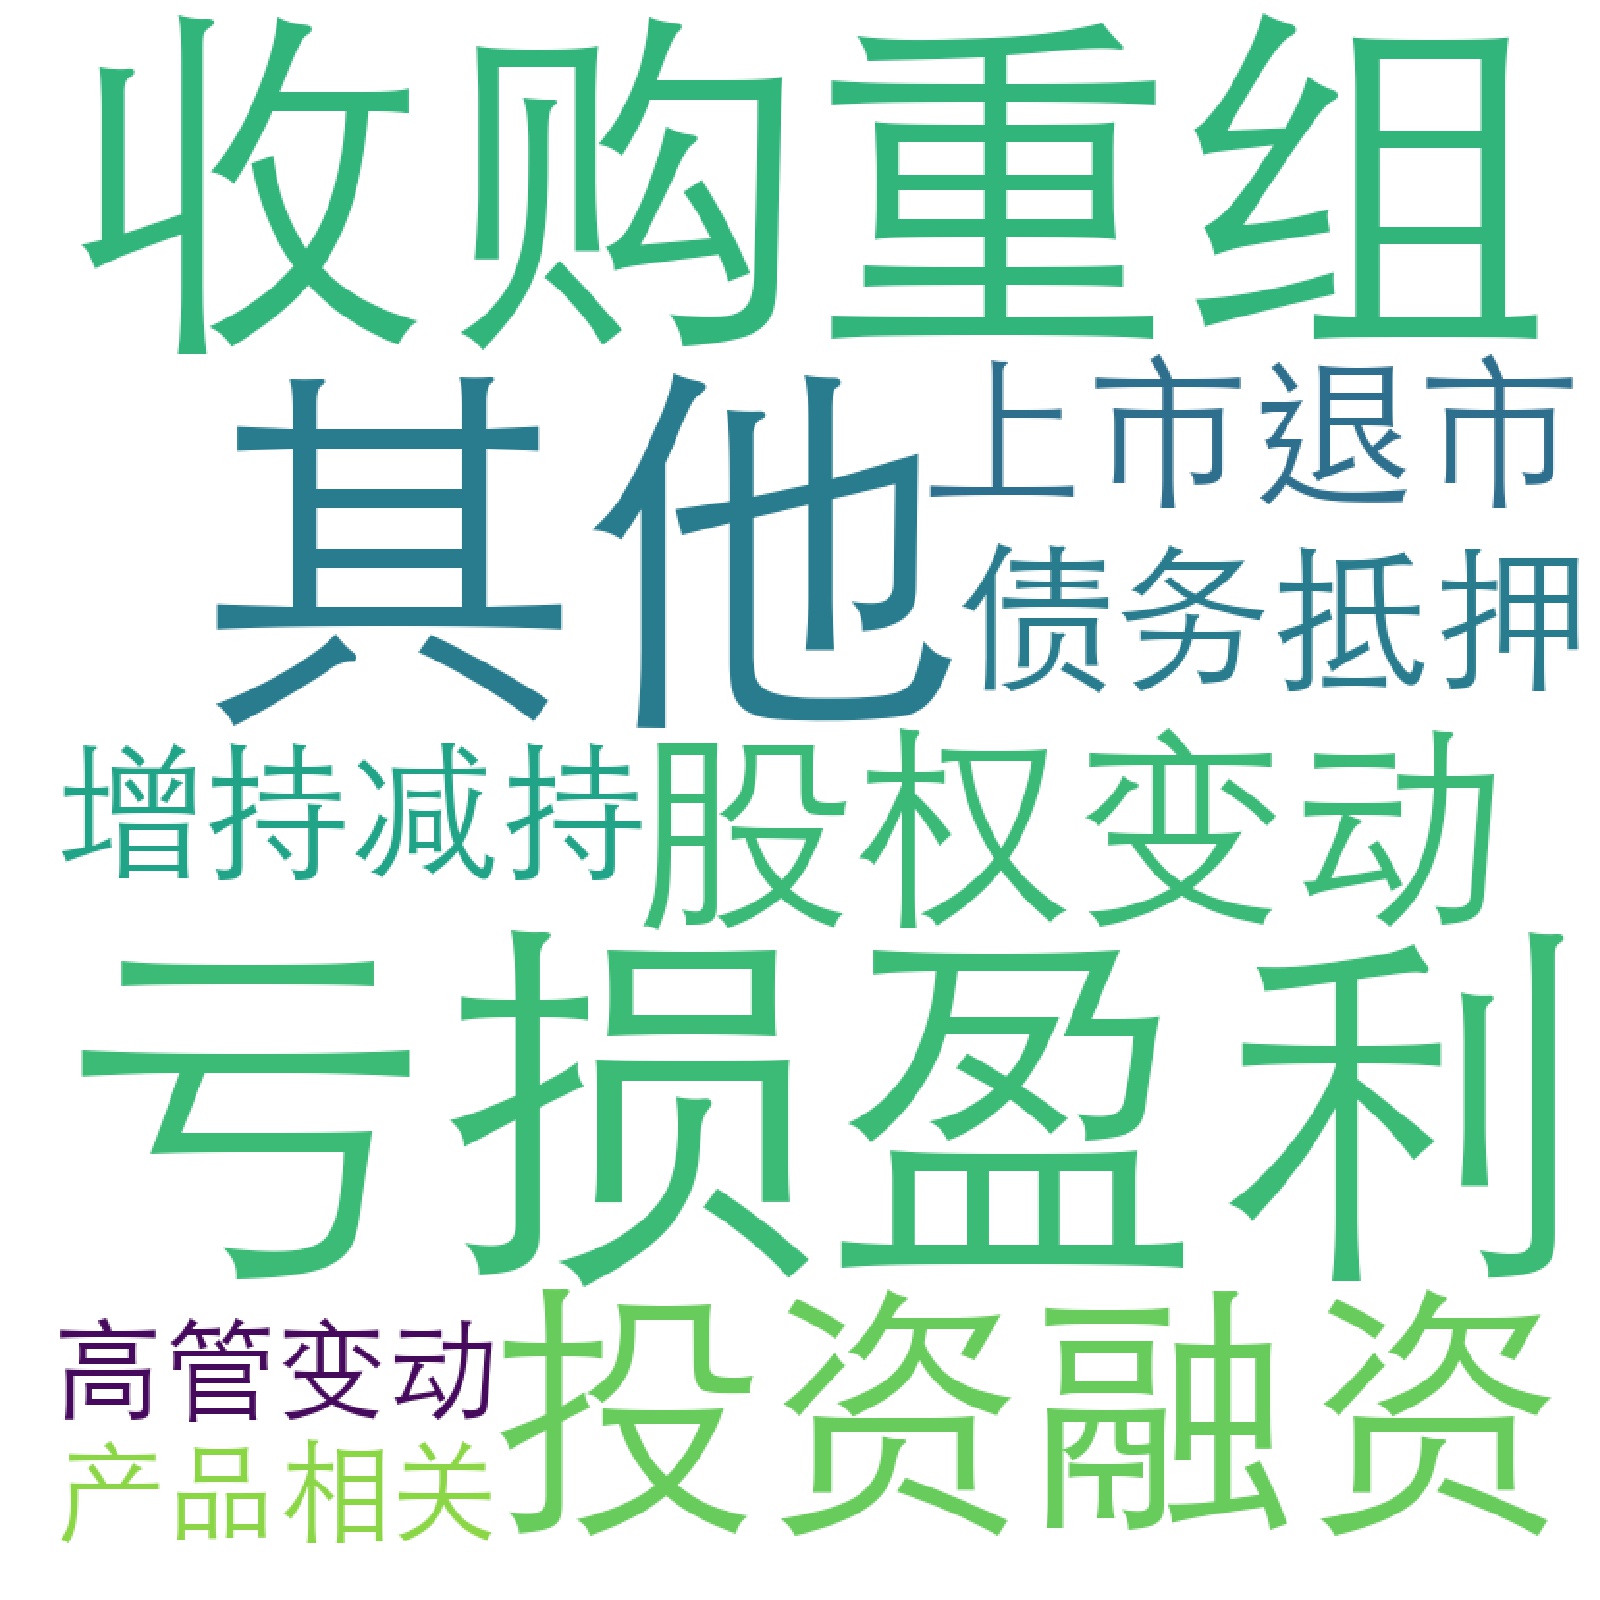 收购重组
其他
上市退市
债务抵押
增持减持
股权变动
亏损盈利
高管变动
投资融资
产品相关